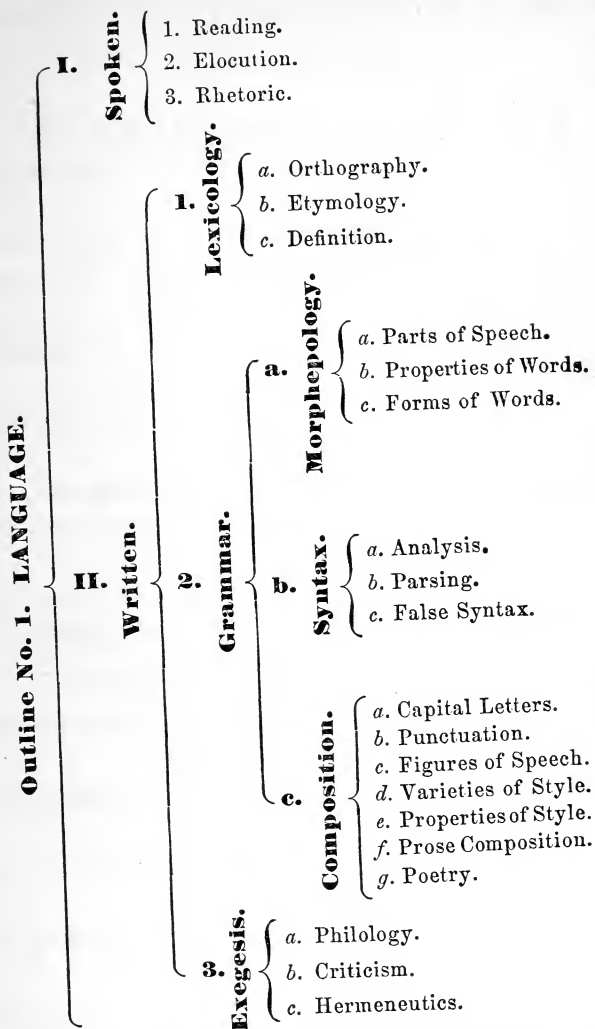 Outline No. 1. LANGUAGE.
I. Spoken.
1. Reading.
2. Elocution.
3. Rhetoric.
II. Written.
1. Lexicology.
a. Orthography.
b. Etymology.
c. Definition.
2. Grammar.
a. Morphepology.
a. Parts of Speech.
b. Properties of Words.
c. Forms of Words.
b. Syntax.
a. Analysis.
b. Parsing.
c. False Syntax.
c. Composition.
a. Capital Letters.
b. Punctuation.
c. Figures of Speech.
d. Varieties of Style.
e. Properties of Style.
f. Prose Composition.
g. Poetry.
3. Exegesis.
a. Philology.
b. Criticism.
c. Hermeneutics.